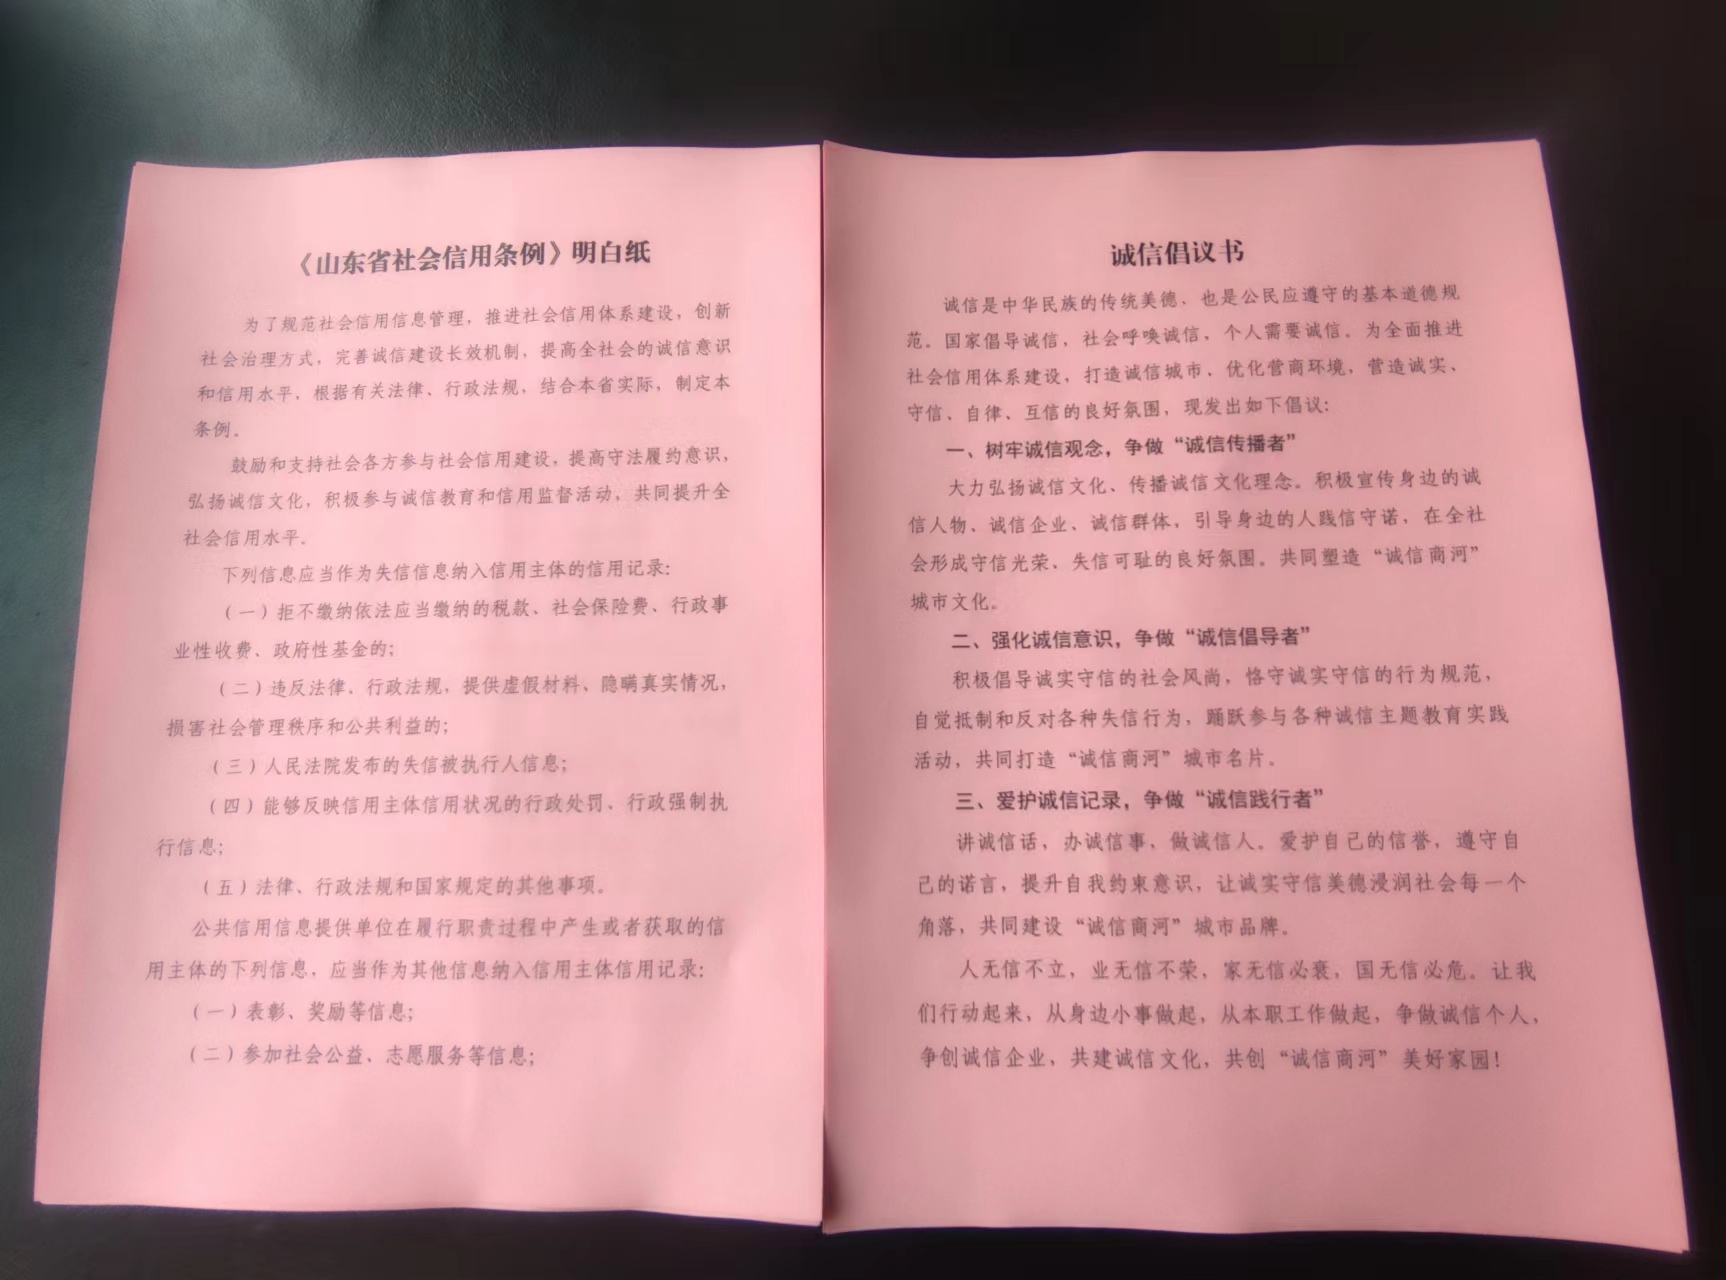 《山东省社会信用条例》明白纸
为了规范社会信用信息管理，推进社会信用体系建设，创新
社会治理方式，完善诚信建设长效机制，提高全社会的诚信意识
和信用水平，根据有关法律、行政法规，结合本省实际，制定本
条例。
鼓励和支持社会各方参与社会信用建设，提高守法履约意识，
弘扬诚信文化，积极参与诚信教育和信用监督活动，共同提升全
社会信用水平。
下列信息应当作为失信信息纳入信用主体的信用记录：
（一）拒不缴纳依法应当缴纳的税款、社会保险费、行政事
业性收费、政府性基金的；
（二）违反法律、行政法规，提供虚假材料、隐瞒真实情况，
损害社会管理秩序和公共利益的；
（三）人民法院发布的失信被执行人信息；
（四）能够反映信用主体信用状况的行政处罚、行政强制执
行信息；
（五）法律、行政法规和国家规定的其他事项。
公共信用信息提供单位在履行职责过程中产生或者获取的信
用主体的下列信息，应当作为其他信息纳入信用主体信用记录：
（一）表彰、奖励等信息；
（二）参加社会公益、志愿服务等信息；
诚信倡议书
诚信是中华民族的传统美德，也是公民应遵守的基本道德规
范。国家倡导诚信，社会呼唤诚信，个人需要诚信。为全面推进
社会信用体系建设，打造诚信城市、优化营商环境，营造诚实、
守信、自律、互信的良好氛围，现发出如下倡议：
一、树牢诚信观念，争做“诚信传播者”
大力弘扬诚信文化、传播诚信文化理念。积极宣传身边的诚
信人物、诚信企业、诚信群体，引导身边的人践信守诺，在全社
会形成守信光荣、失信可耻的良好氛围。共同塑造“诚信商河”
城市文化。
二、强化诚信意识，争做“诚信倡导者”
积极倡导诚实守信的社会风尚，恪守诚实守信的行为规范，
自觉抵制和反对各种失信行为，踊跃参与各种诚信主题教育实践
活动，共同打造“诚信商河”城市名片。
三、爱护诚信记录，争做“诚信践行者”
讲诚信话，办诚信事，做诚信人。爱护自己的信誉，遵守自
己的诺言，提升自我约束意识，让诚实守信美德浸润社会每一个
角落，共同建设“诚信商河”城市品牌。
人无信不立，业无信不荣，家无信必衰，国无信必危。让我
们行动起来，从身边小事做起，从本职工作做起，争做诚信个人，
争创诚信企业，共建诚信文化，共创“诚信商河”美好家园！